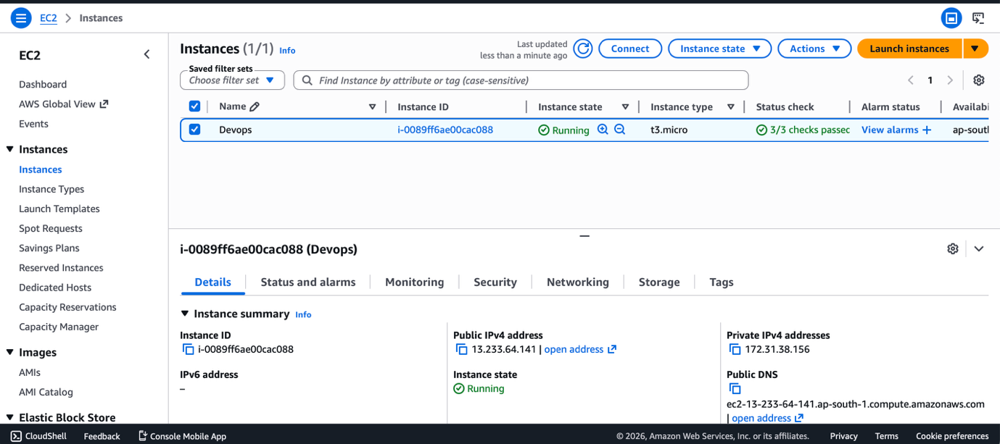 EC2 > Instances
EC2
Dashboard
AWS Global View
Events
Instances
Instances
Instance Types
Launch Templates
Spot Requests
Savings Plans
Reserved Instances
Dedicated Hosts
Capacity Reservations
Capacity Manager
Images
AMIs
AMI Catalog
Elastic Block Store
Instances (1/1) Info
Last updated
less than a minute ago
Connect
Instance state
Actions
Launch instances
Saved filter sets
Choose filter set
Find Instance by attribute or tag (case-sensitive)
1
Name Instance ID Instance state Instance type Status check Alarm status Availabi
Devops i-0089ff6ae00cac088 Running t3.micro 3/3 checks passec View alarms + ap-sout
i-0089ff6ae00cac088 (Devops)
Details Status and alarms Monitoring Security Networking Storage Tags
Instance summary Info
Instance ID
i-0089ff6ae00cac088
IPv6 address
–
Public IPv4 address
13.233.64.141 | open address
Instance state
Running
Private IPv4 addresses
172.31.38.156
Public DNS
ec2-13-233-64-141.ap-south-1.compute.amazonaws.com
| open address
CloudShell Feedback Console Mobile App © 2026, Amazon Web Services, Inc. or its affiliates. Privacy Terms Cookie preferences